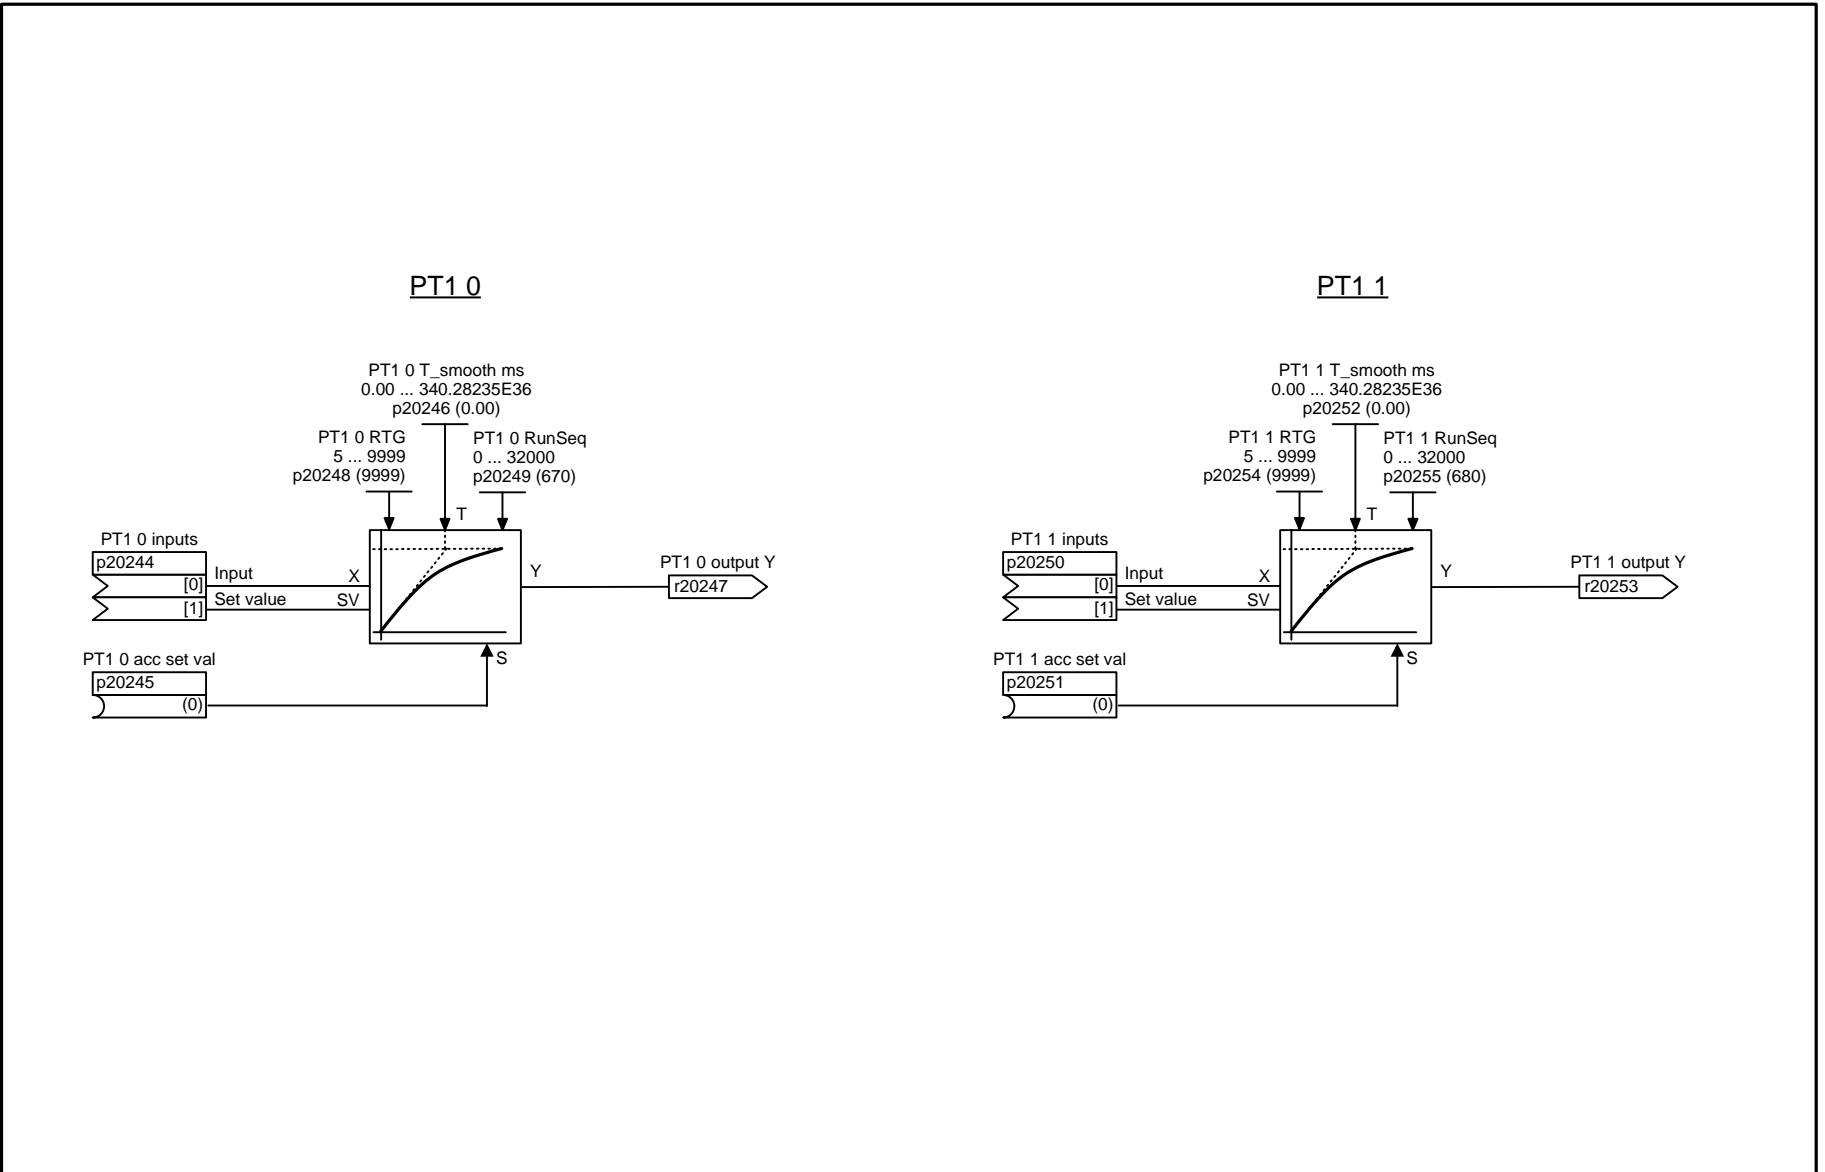 PT1 0
PT1 0 T_smooth ms
0.00 ... 340.28235E36
p20246 (0.00)
PT1 0 RTG
5 ... 9999
p20248 (9999)
PT1 0 RunSeq
0 ... 32000
p20249 (670)
T
PT1 0 inputs
p20244
[0]
Input
X
[1]
Set value
SV
Y
PT1 0 output Y
r20247
PT1 0 acc set val
p20245
(0)
S
PT1 1
PT1 1 T_smooth ms
0.00 ... 340.28235E36
p20252 (0.00)
PT1 1 RTG
5 ... 9999
p20254 (9999)
PT1 1 RunSeq
0 ... 32000
p20255 (680)
T
PT1 1 inputs
p20250
[0]
Input
X
[1]
Set value
SV
Y
PT1 1 output Y
r20253
PT1 1 acc set val
p20251
(0)
S